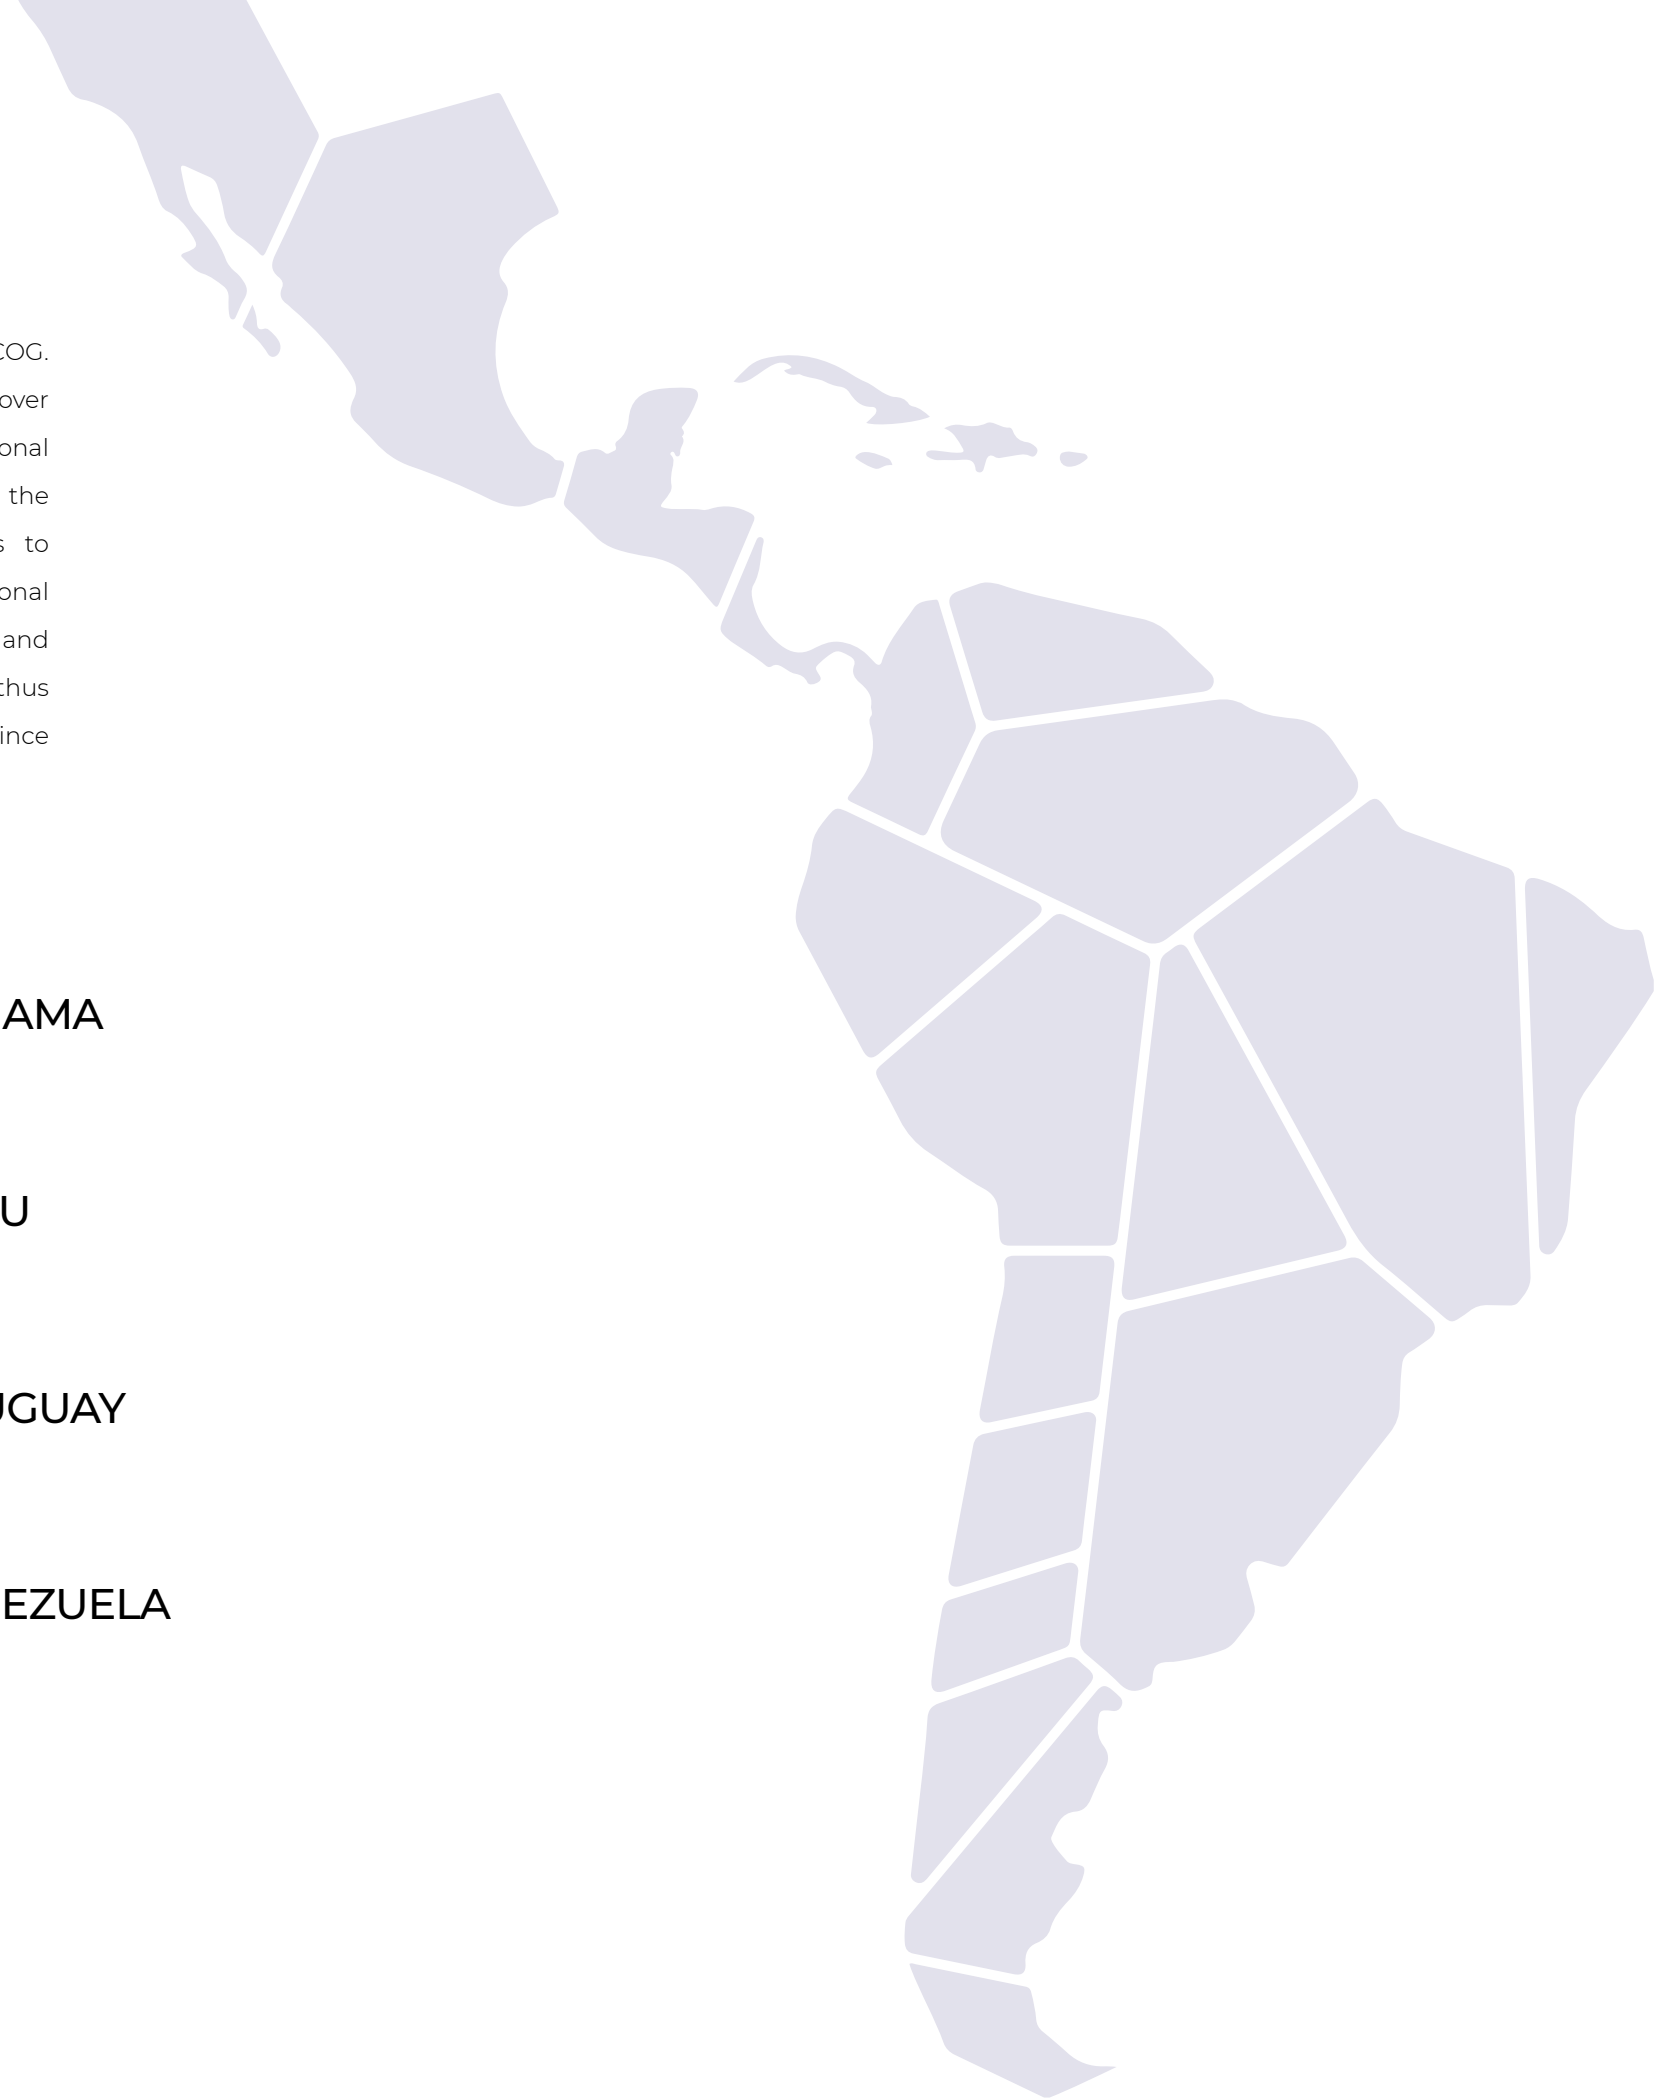 COG.
over
onal
the
s to
onal
and
thus
ince
AMA
U
UGUAY
EZUELA